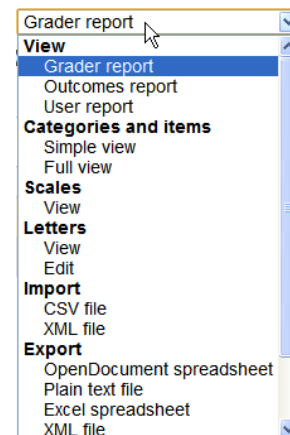 Grader report
View
Grader report
Outcomes report
User report
Categories and items
Simple view
Full view
Scales
View
Letters
View
Edit
Import
CSV file
XML file
Export
OpenDocument spreadsheet
Plain text file
Excel spreadsheet
XML file